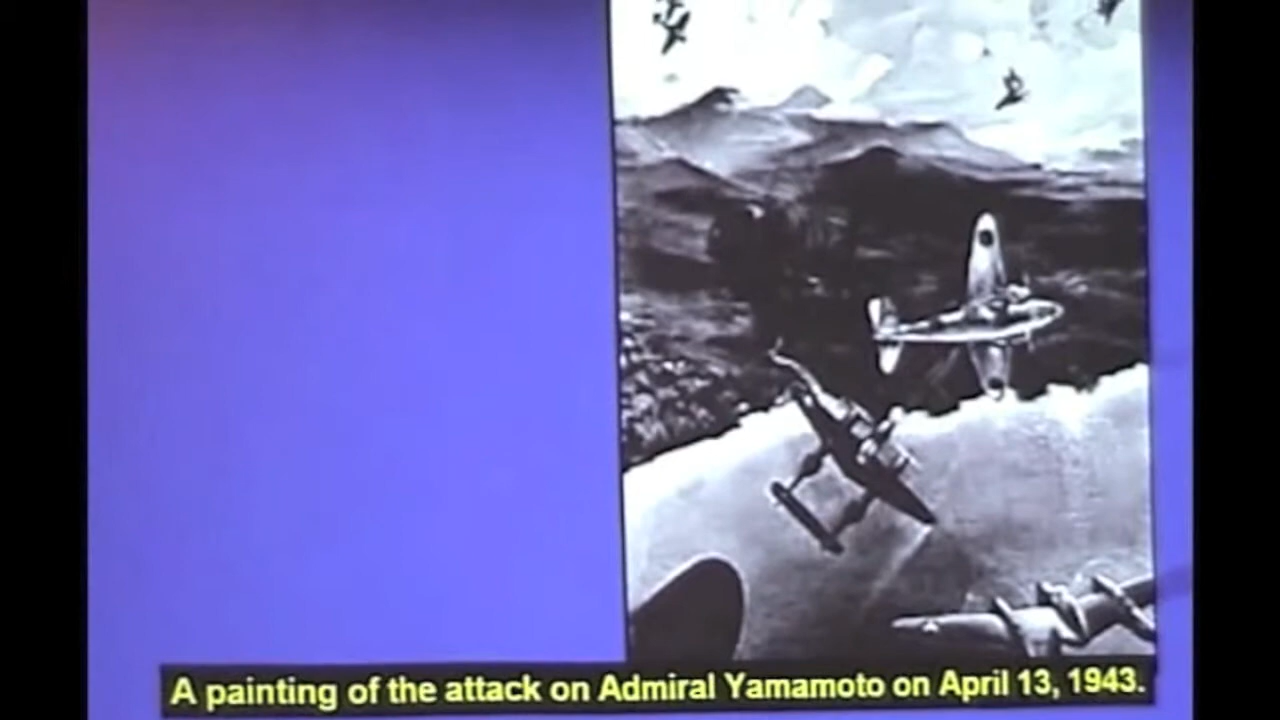 A painting of the attack on Admiral Yamamoto on April 13, 1943.